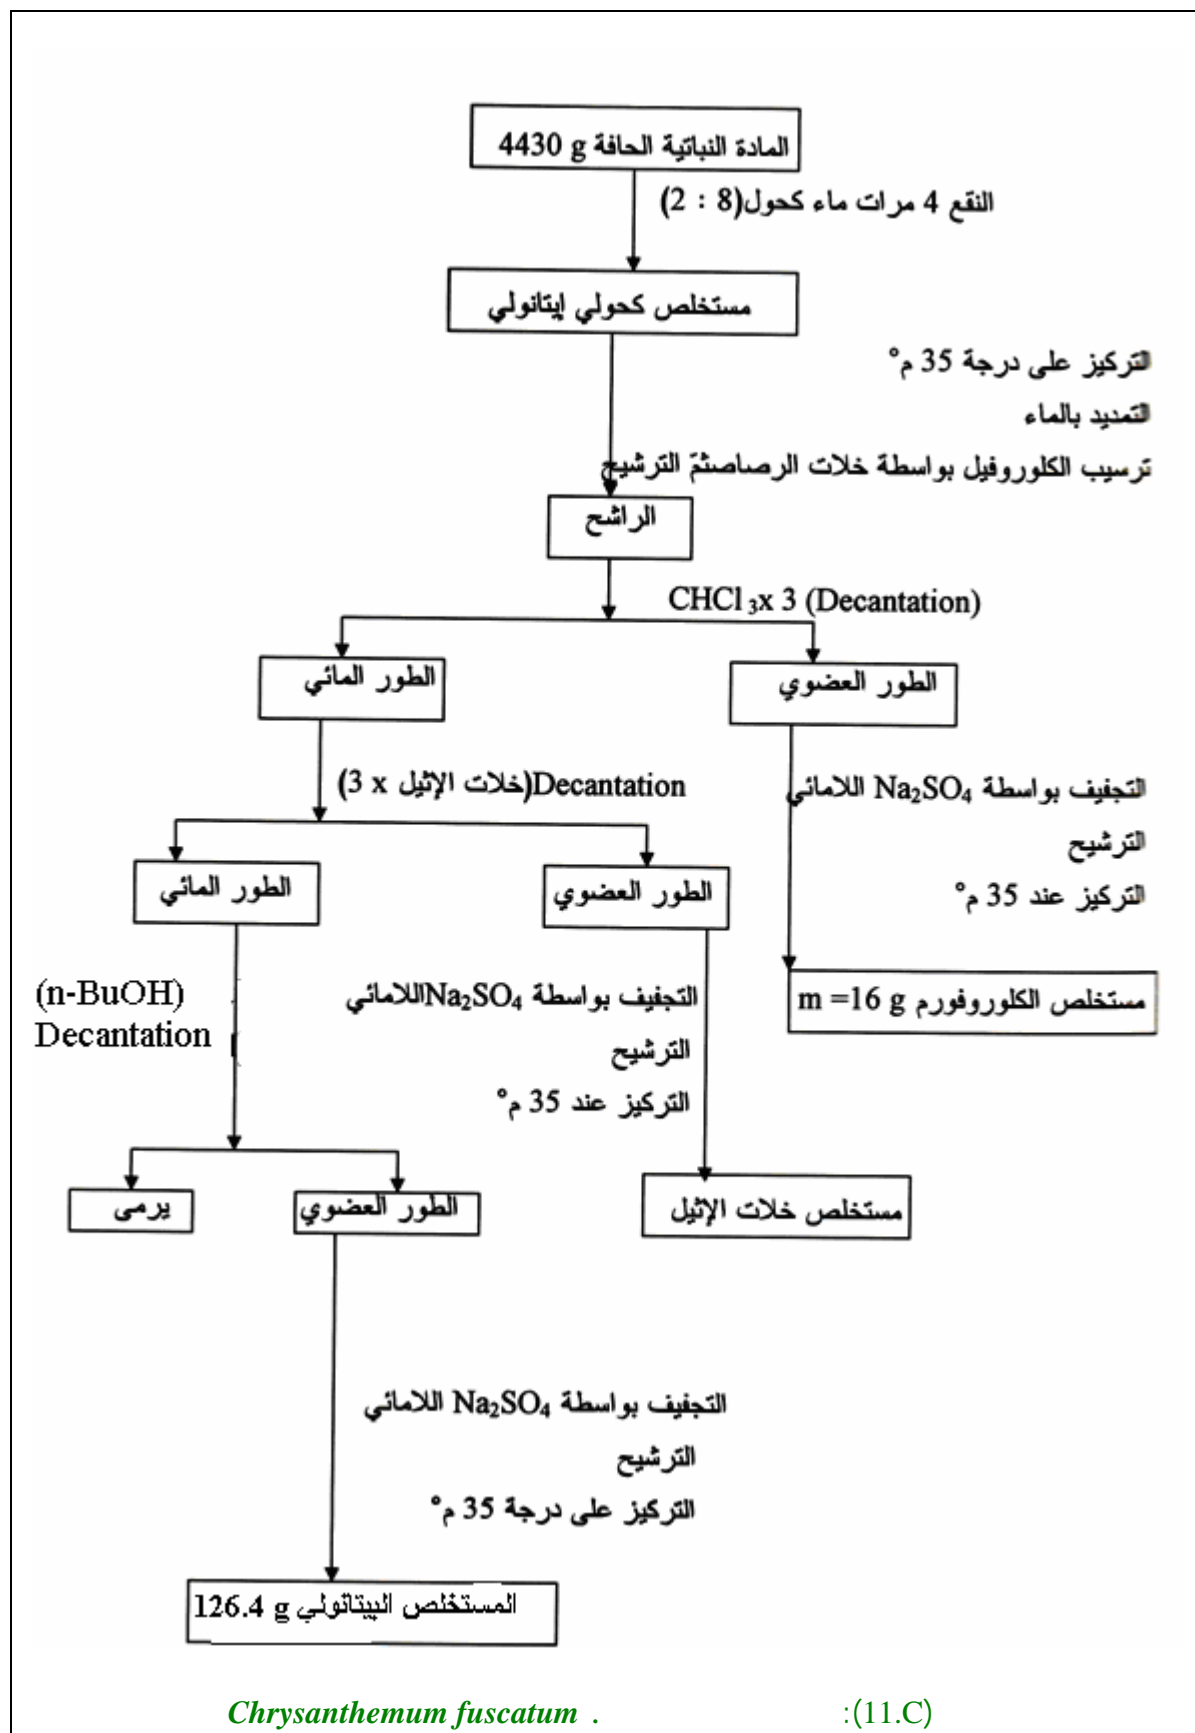 المادة النباتية الحافة 4430 g
النقع 4 مرات ماء كحول(8 : 2)
مستخلص كحولي إيتانولي
التركيز على درجة 35 م°
التمديد بالماء
ترسيب الكلوروفيل بواسطة خلات الرصاصثمّ الترشيح
الراشح
CHCl3x 3 (Decantation)
الطور المائي
الطور العضوي
Decantation(خلات الإثيل x 3)
التجفيف بواسطة Na2SO4 اللامائي
الترشيح
التركيز عند 35 م°
الطور المائي
الطور العضوي
مستخلص الكلوروفورم m =16 g
(n-BuOH)
Decantation
التجفيف بواسطة Na2SO4اللامائي
الترشيح
التركيز عند 35 م°
يرمى
الطور العضوي
مستخلص خلات الإثيل
التجفيف بواسطة Na2SO4 اللامائي
الترشيح
التركيز على درجة 35 م°
المستخلص البيتانولي 126.4 g
Chrysanthemum fuscatum . :(11.C)